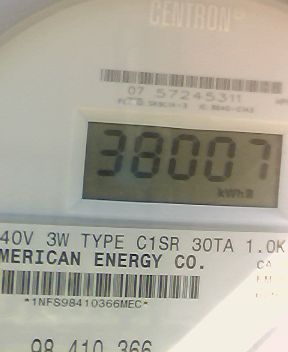 CENTRON
07 57245311
38007
kWh
40V 3W TYPE C1SR 30TA 1.0K
MERICAN ENERGY CO.
CA
*1NFS98410366MEC*
98 410 366